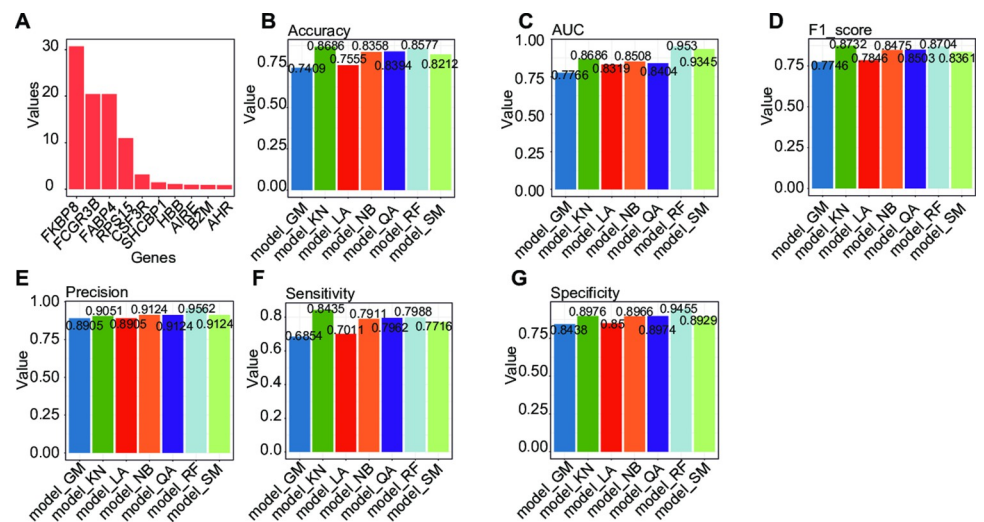 A
Values
30
20
10
0
FKBP8
FCGR3B
FABP4
RPS15
CSF3R
SHCBP1
HBB
AIRE
B2M
AHR
Genes
B
Accuracy
Value
0.75
0.50
0.25
0.00
0.7409
0.8686
0.7555
0.8358
0.8394
0.8577
0.8212
model_GM
model_KN
model_LA
model_NB
model_QA
model_RF
model_SM
C
AUC
Value
1.00
0.75
0.50
0.25
0.00
0.7766
0.8686
0.8319
0.8508
0.8404
0.953
0.9345
model_GM
model_KN
model_LA
model_NB
model_QA
model_RF
model_SM
D
F1_score
Value
0.75
0.50
0.25
0.00
0.7746
0.8732
0.7846
0.8475
0.8503
0.8704
0.8361
model_GM
model_KN
model_LA
model_NB
model_QA
model_RF
model_SM
E
Precision
Value
1.00
0.75
0.50
0.25
0.00
0.8905
0.9051
0.8905
0.9124
0.9124
0.9562
0.9124
model_GM
model_KN
model_LA
model_NB
model_QA
model_RF
model_SM
F
Sensitivity
Value
0.8
0.6
0.4
0.2
0.0
0.6854
0.8435
0.7011
0.7911
0.7962
0.7988
0.7716
model_GM
model_KN
model_LA
model_NB
model_QA
model_RF
model_SM
G
Specificity
Value
0.75
0.50
0.25
0.00
0.8438
0.8976
0.85
0.8966
0.8974
0.9455
0.8929
model_GM
model_KN
model_LA
model_NB
model_QA
model_RF
model_SM